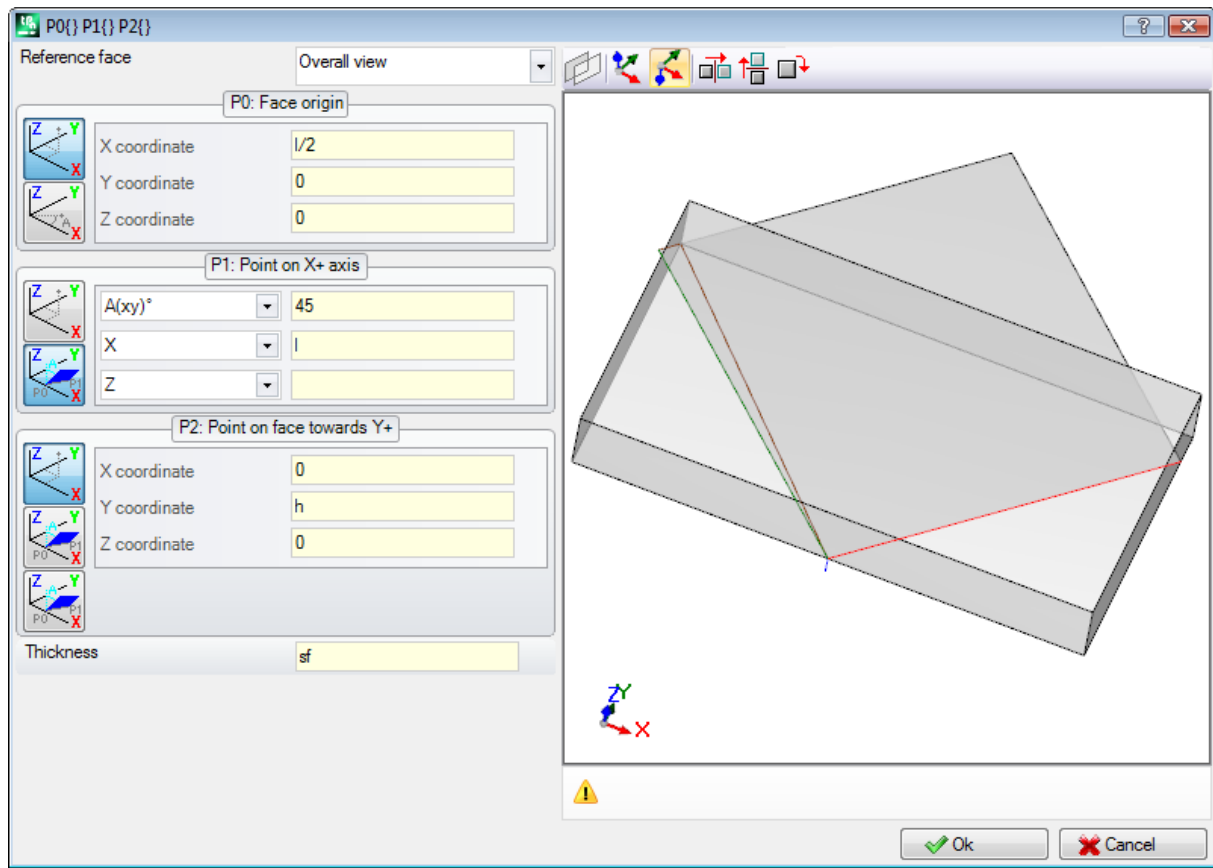 P0{} P1{} P2{}
Reference face
Overall view
P0: Face origin
X coordinate
l/2
Y coordinate
0
Z coordinate
0
P1: Point on X+ axis
A(xy)°
45
X
l
Z
P2: Point on face towards Y+
X coordinate
0
Y coordinate
h
Z coordinate
0
Thickness
sf
Z Y
X
Ok
Cancel